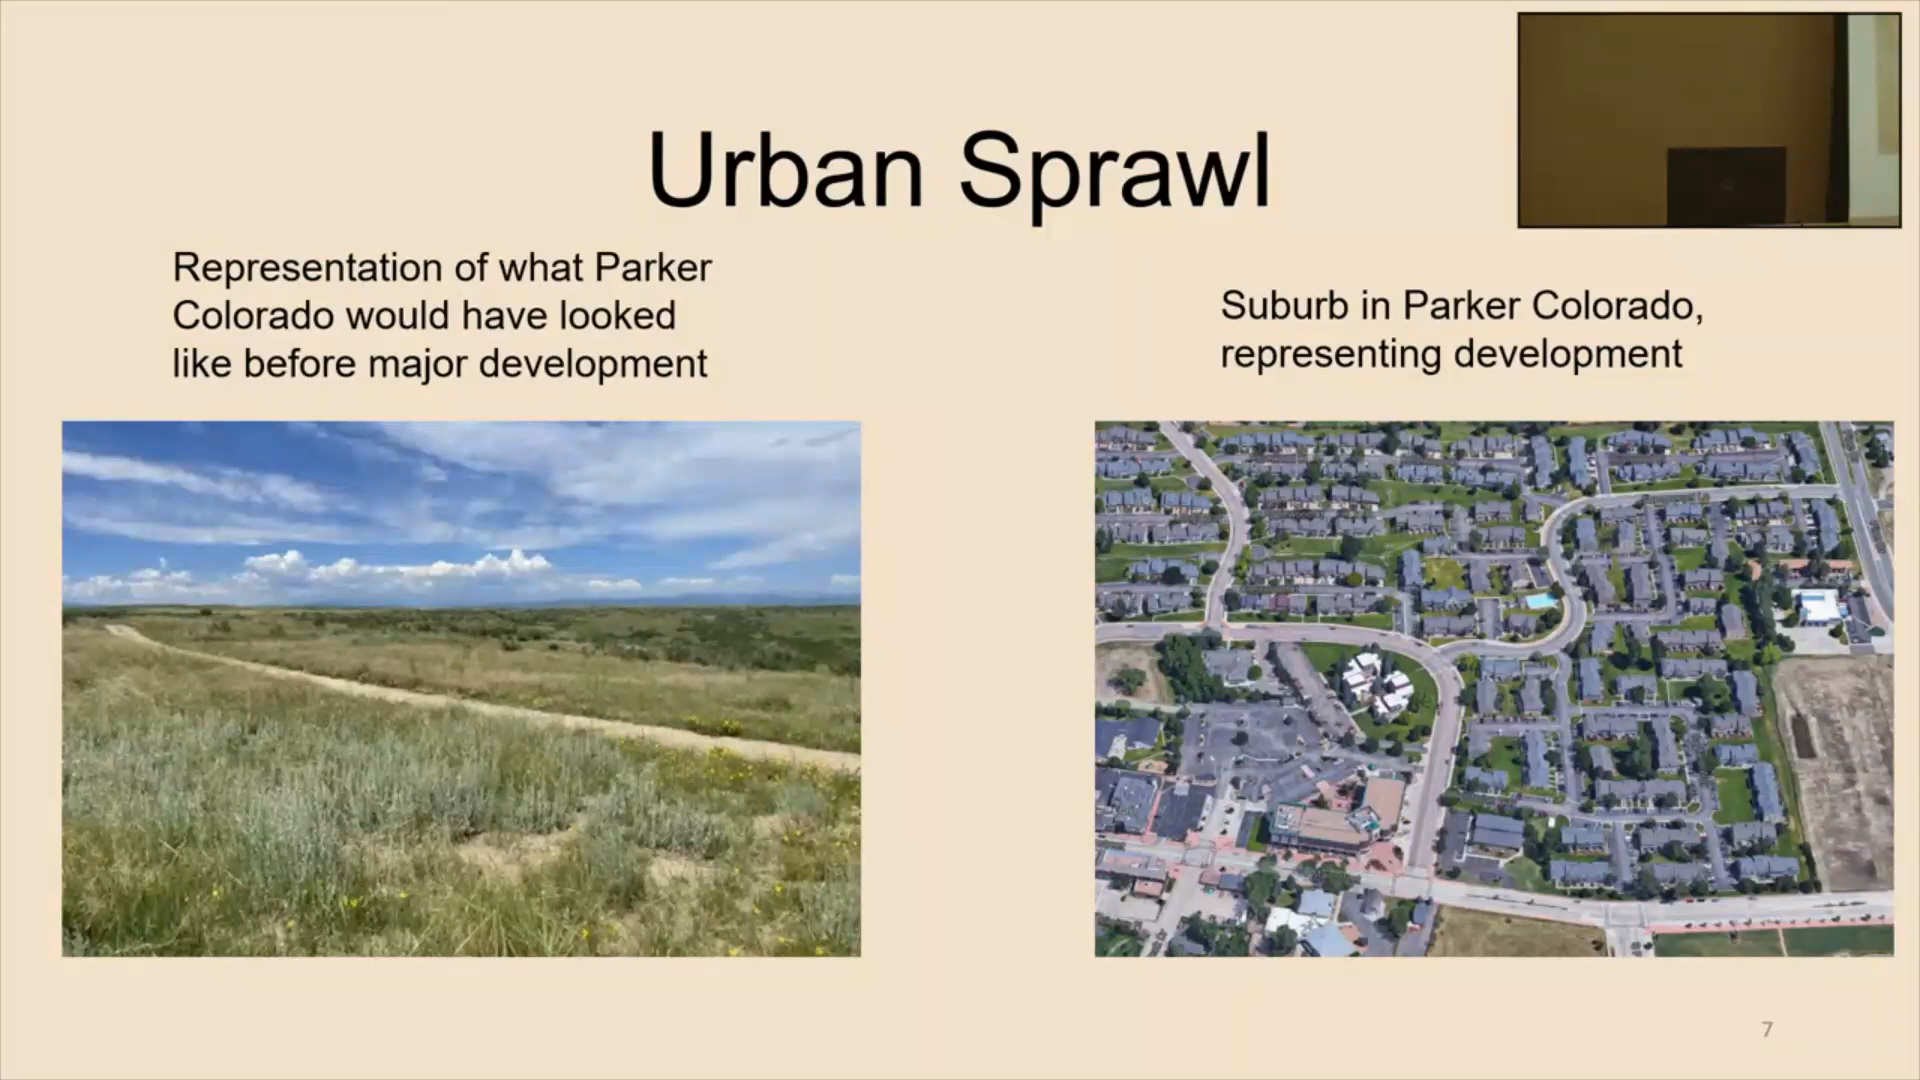 Urban Sprawl
Representation of what Parker
Colorado would have looked
like before major development
Suburb in Parker Colorado,
representing development
7